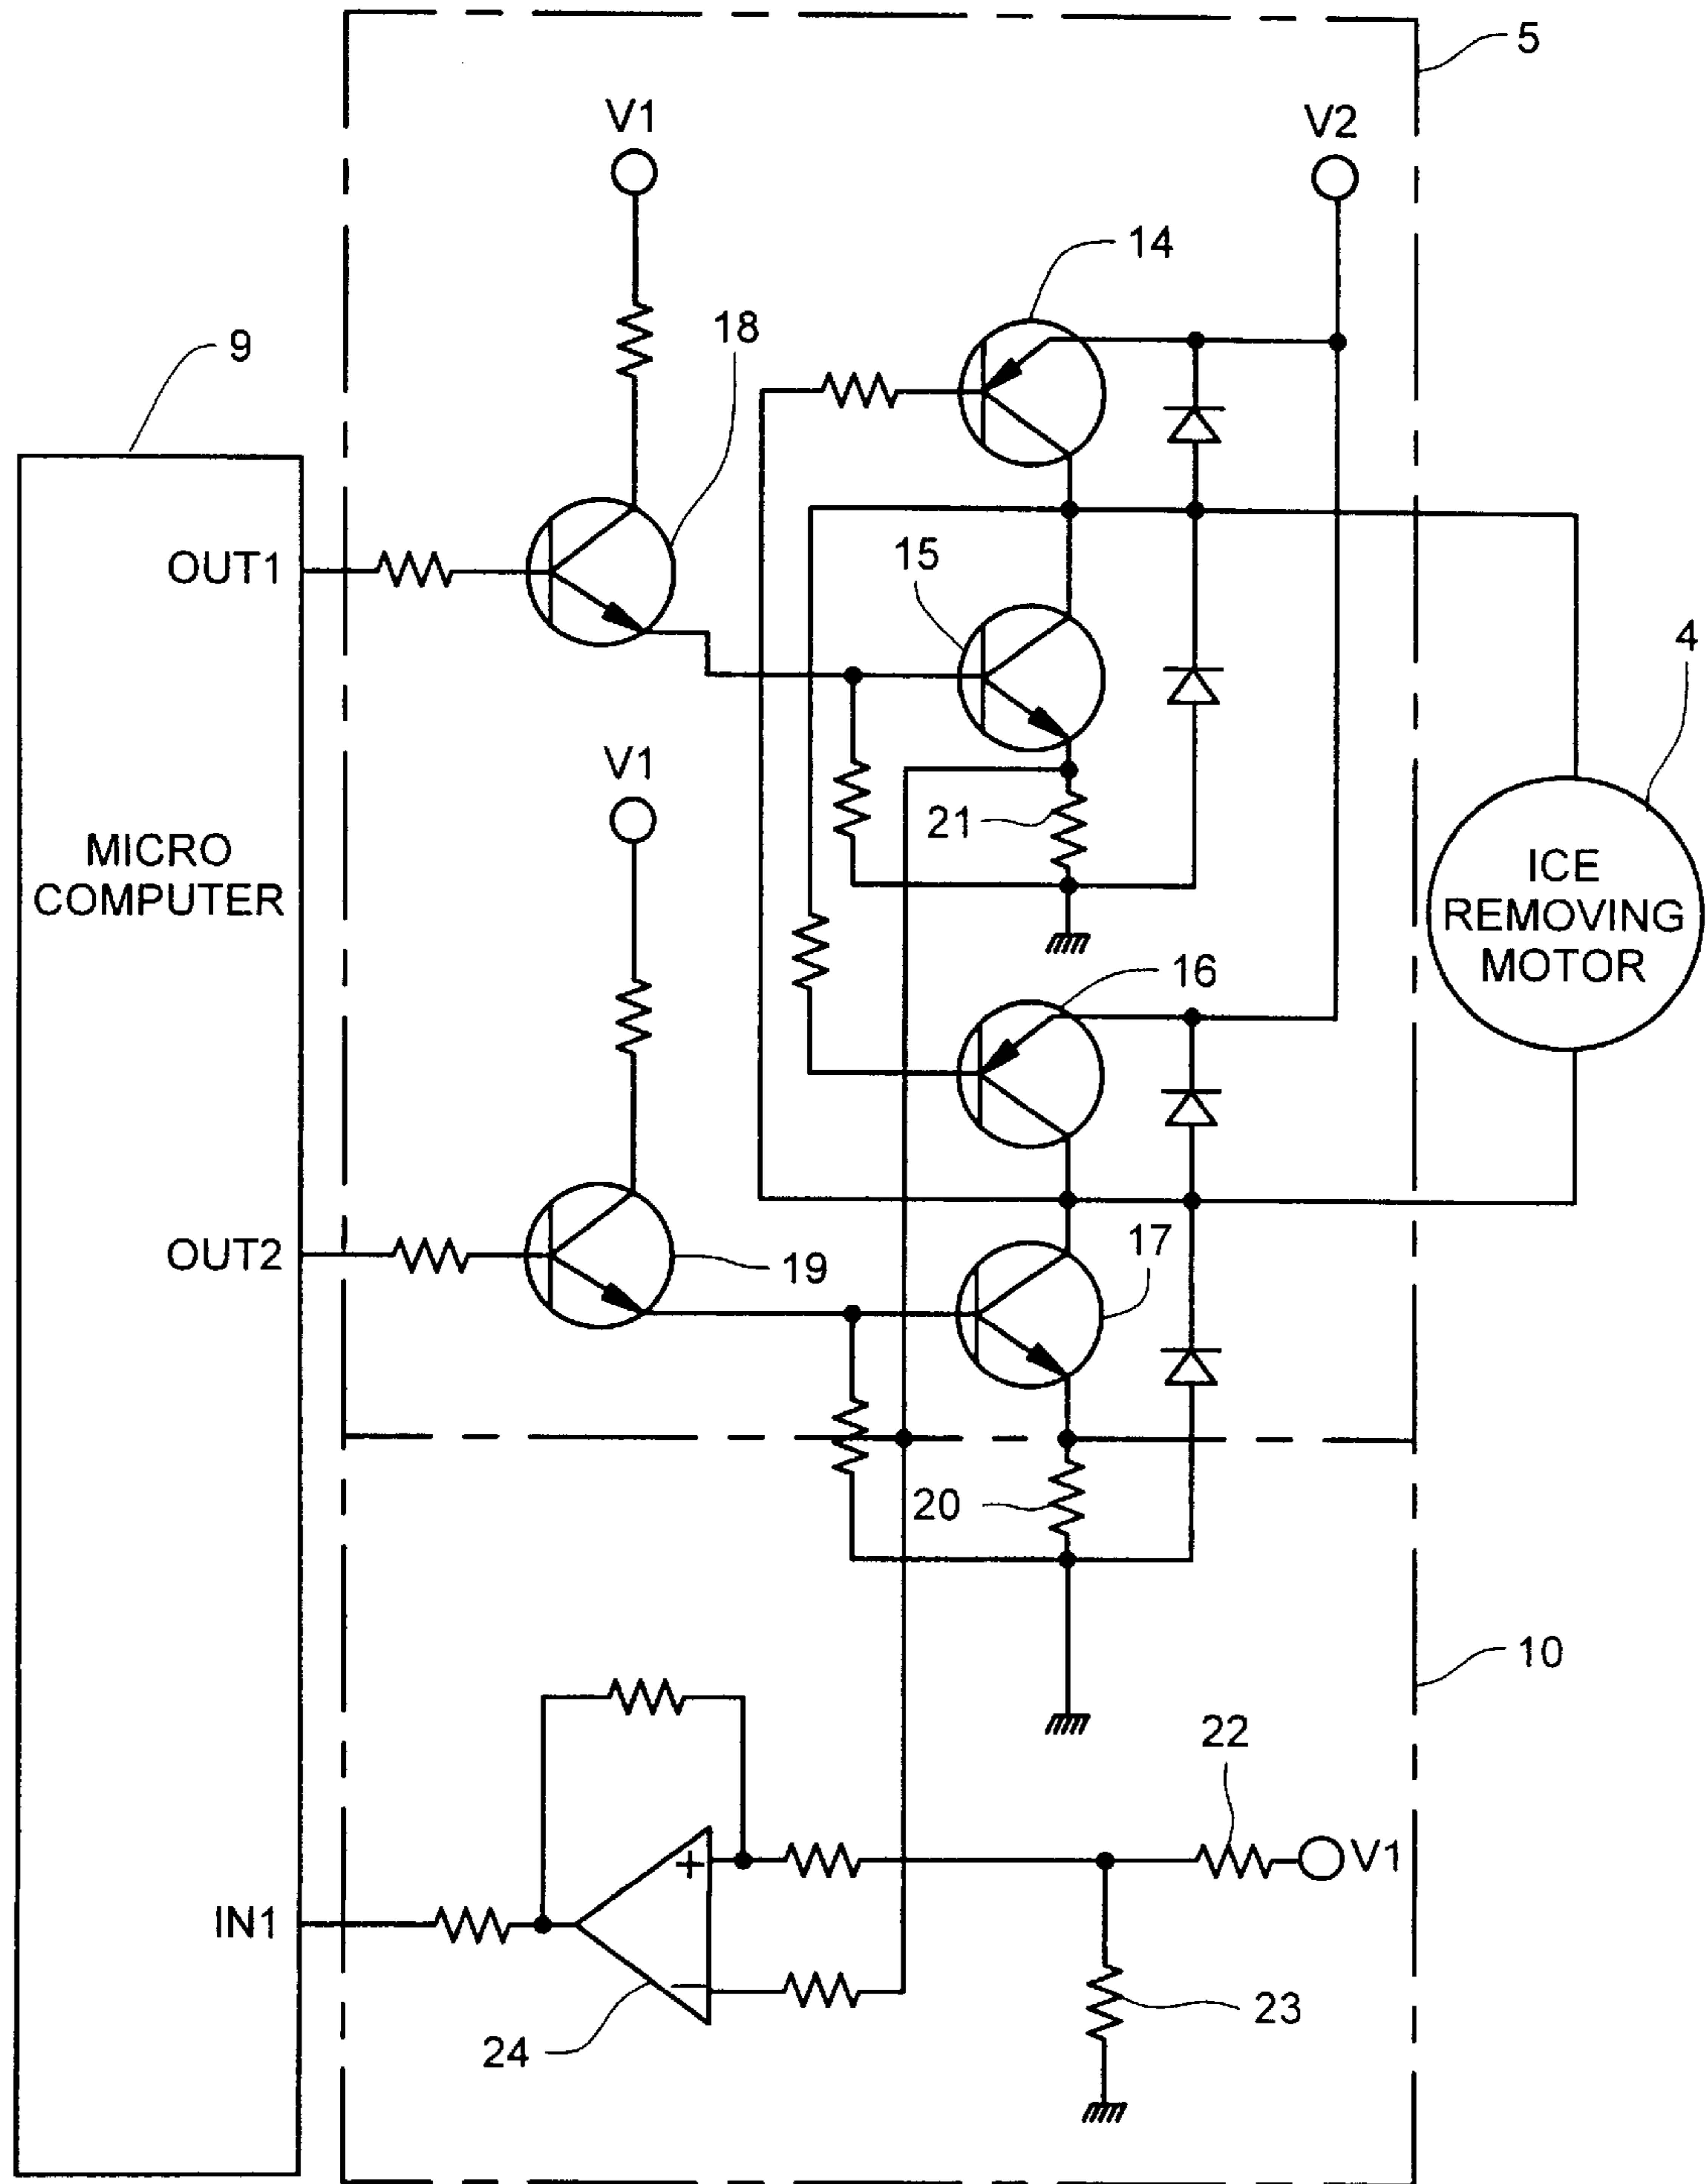 5
V1
V2
14
18
9
OUT1
15
4
V1
21
MICRO
COMPUTER
ICE
REMOVING
MOTOR
16
OUT2
19
17
20
10
22
+
V1
IN1
−
23
24